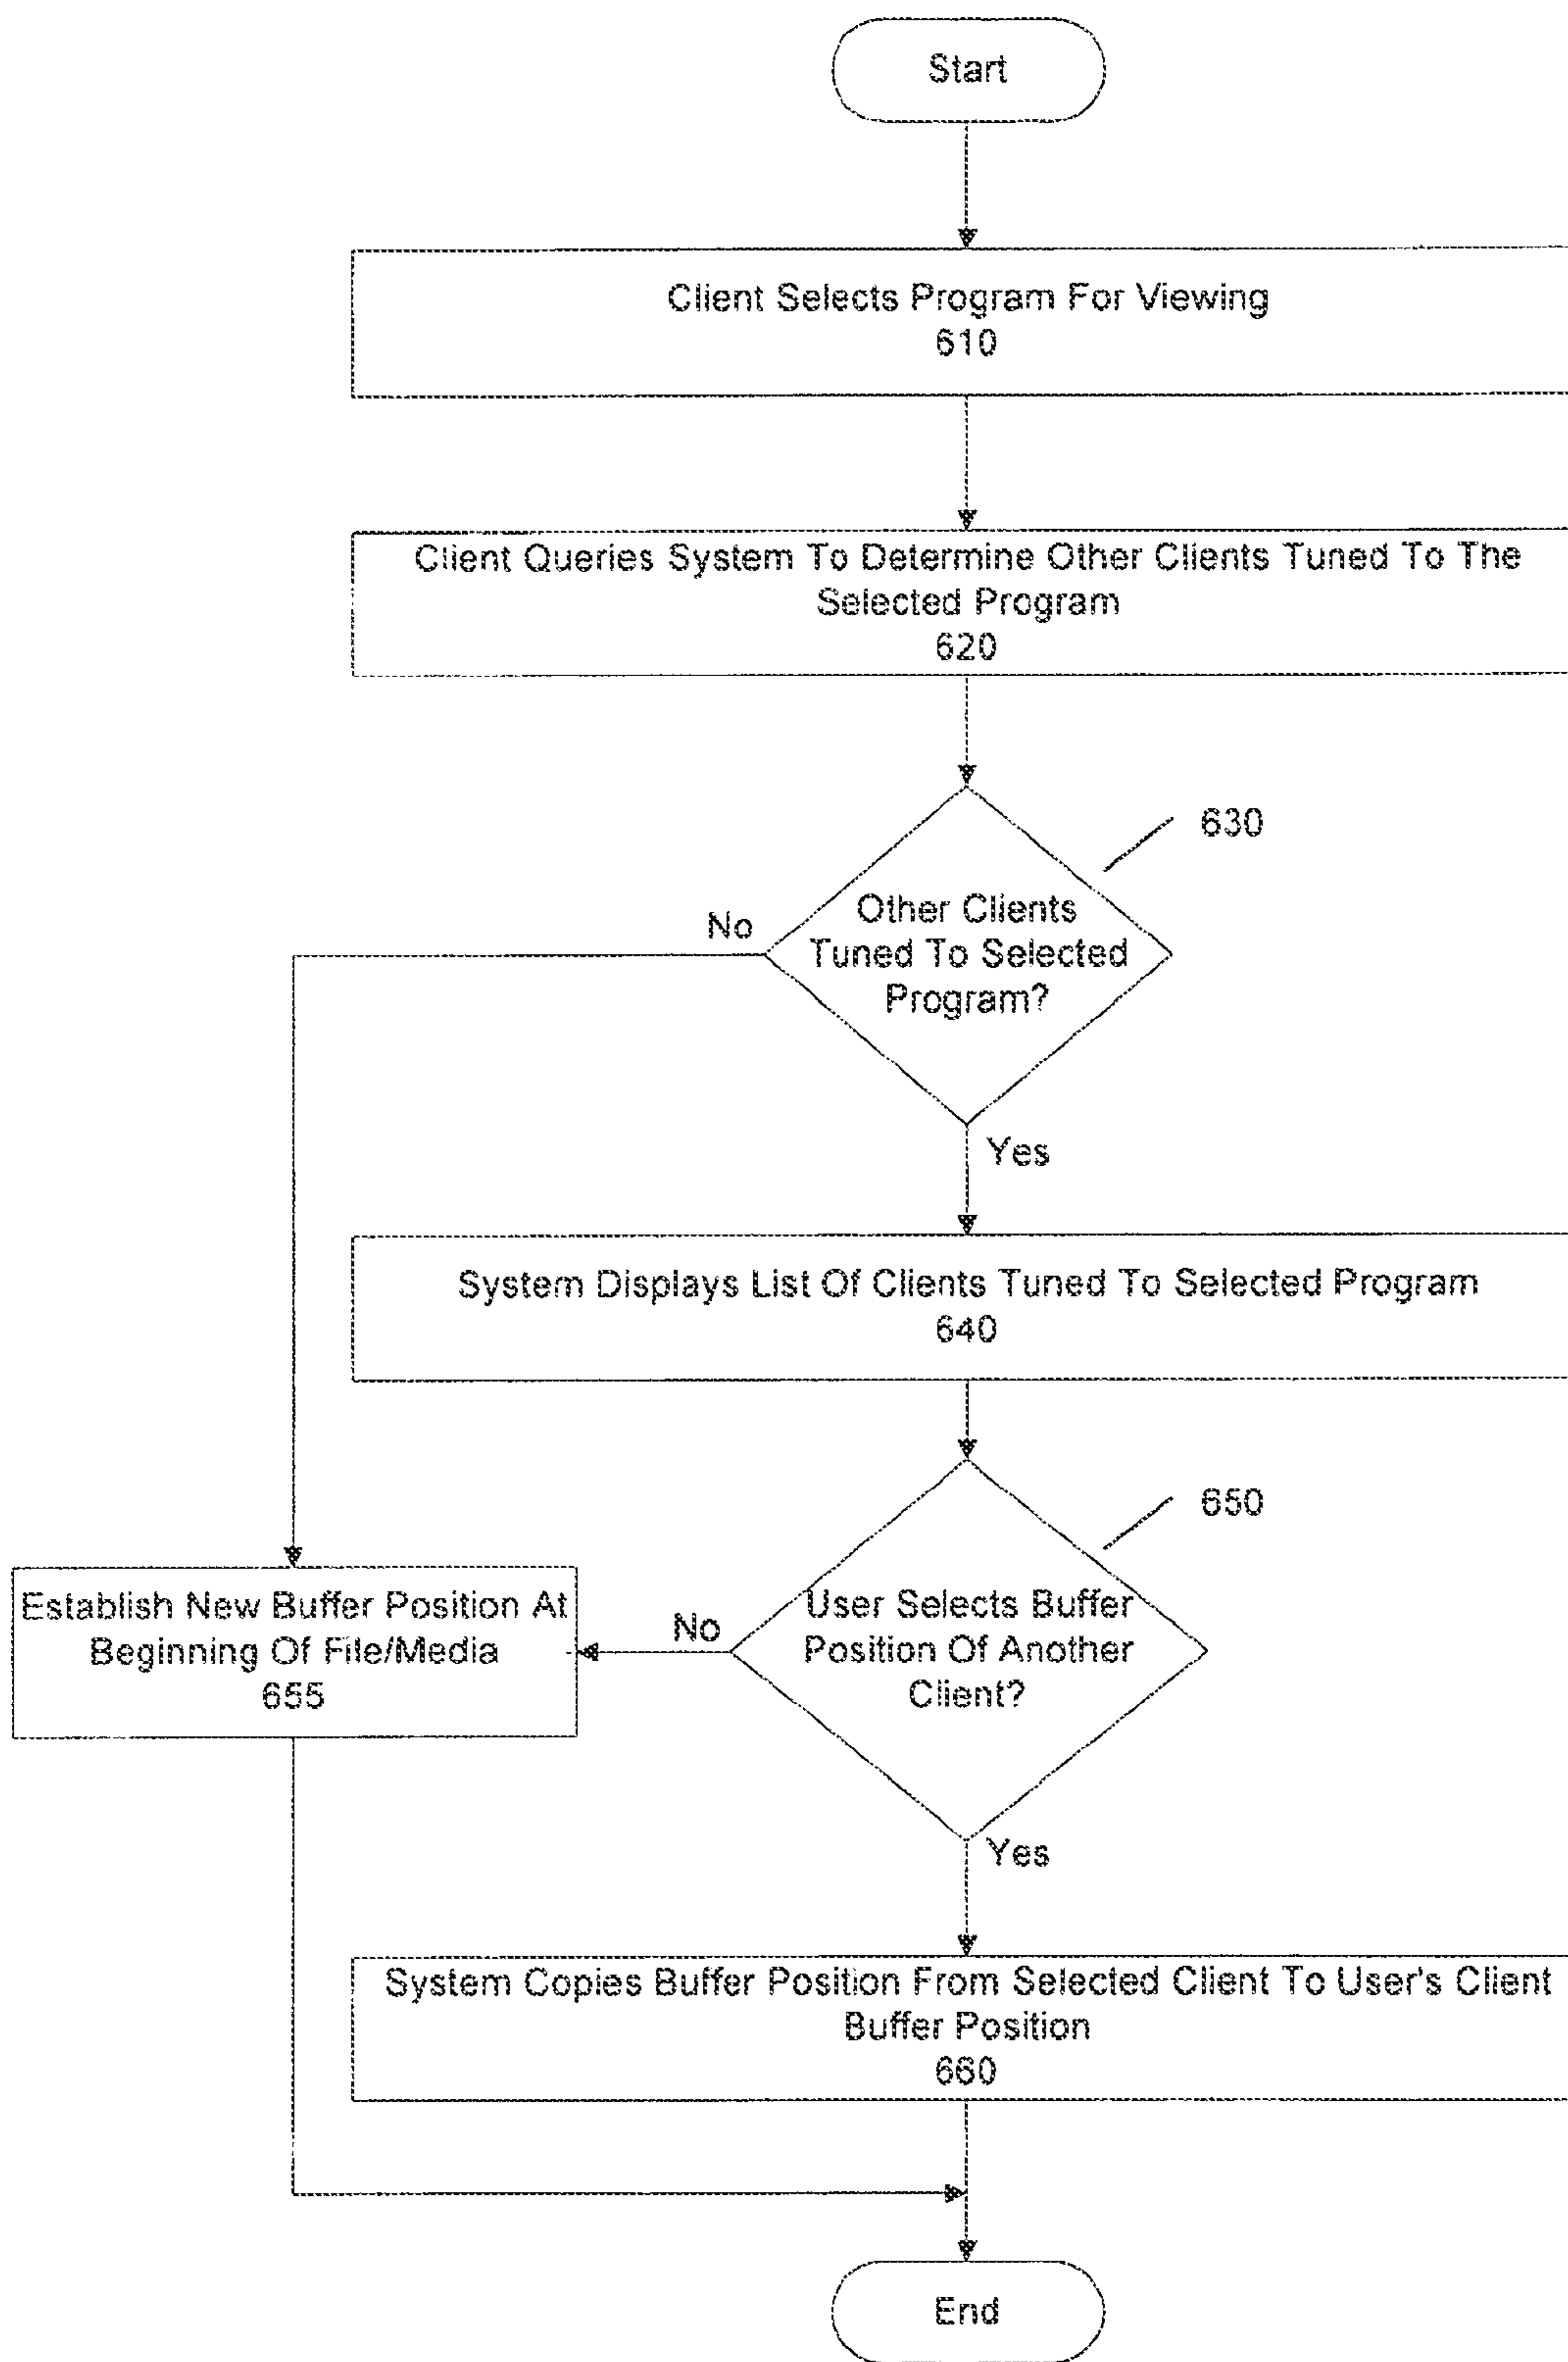 Start
Client Selects Program For Viewing
610
Client Queries System To Determine Other Clients Tuned To The
Selected Program
620
630
Other Clients
Tuned To Selected
Program?
No
Yes
System Displays List Of Clients Tuned To Selected Program
640
650
User Selects Buffer
Position Of Another
Client?
No
Establish New Buffer Position At
Beginning Of File/Media
655
Yes
System Copies Buffer Position From Selected Client To User's Client
Buffer Position
660
End